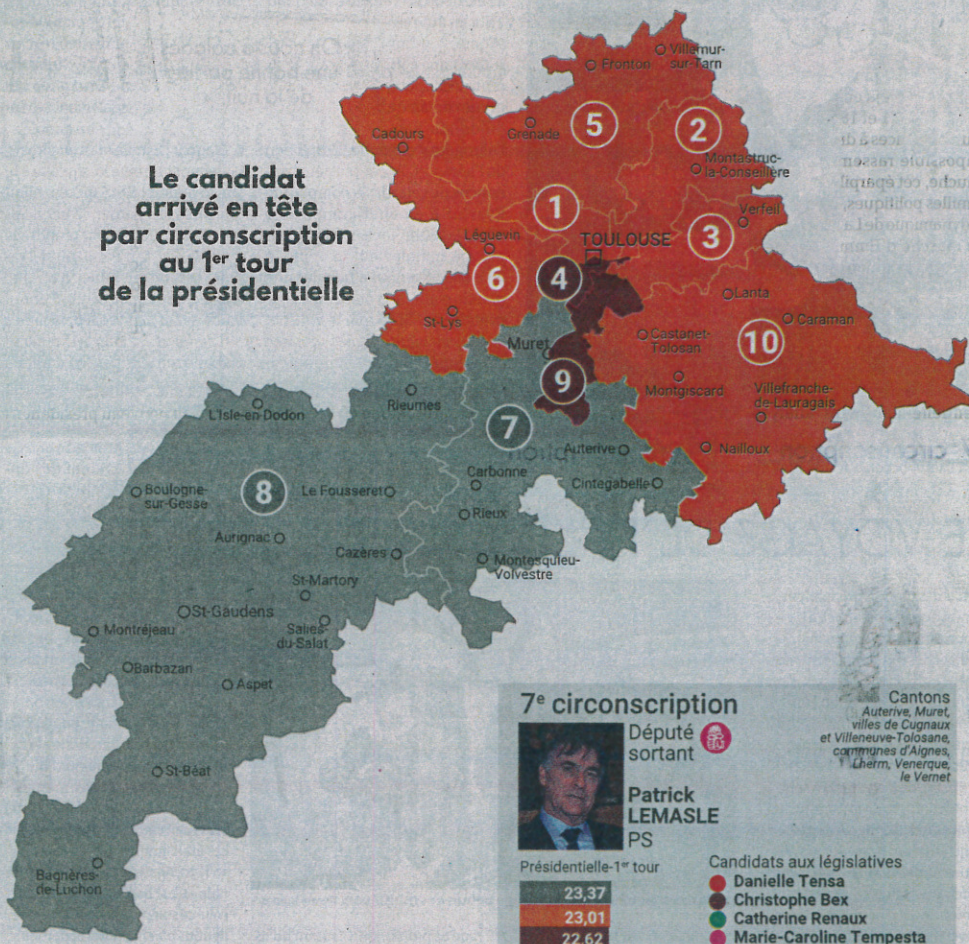 Le candidat
arrivé en tête
par circonscription
au 1er tour
de la présidentielle
Villemur-
sur-Tarn
Fronton
5
2
Cadours
Grenade
Montastruc-
la-Conseillère
1
Verfeil
3
Léguevin
TOULOUSE
6
4
Lanta
St-Lys
Caraman
Castanet-
Tolosan
10
Muret
9
Montgiscard
Villefranche-
de-Lauragais
Rieumes
L'Isle-en-Dodon
7
Auterive
Nailloux
Carbonne
Cintegabelle
Boulogne-
sur-Gesse
8
Le Fousseret
Rieux
Aurignac
Cazères
Montesquieu-
Volvestre
St-Martory
St-Gaudens
Salies-
du-Salat
Montréjeau
Barbazan
Aspet
St-Béat
Bagnères-
de-Luchon
7e circonscription
Député
sortant
Patrick
LEMASLE
PS
Cantons
Auterive, Muret,
villes de Cugnaux
et Villeneuve-Tolosane,
communes d'Aignes,
Lherm, Venerque,
le Vernet
Présidentielle-1er tour
23,37
23,01
22,62
Candidats aux législatives
Danielle Tensa
Christophe Bex
Catherine Renaux
Marie-Caroline Tempesta